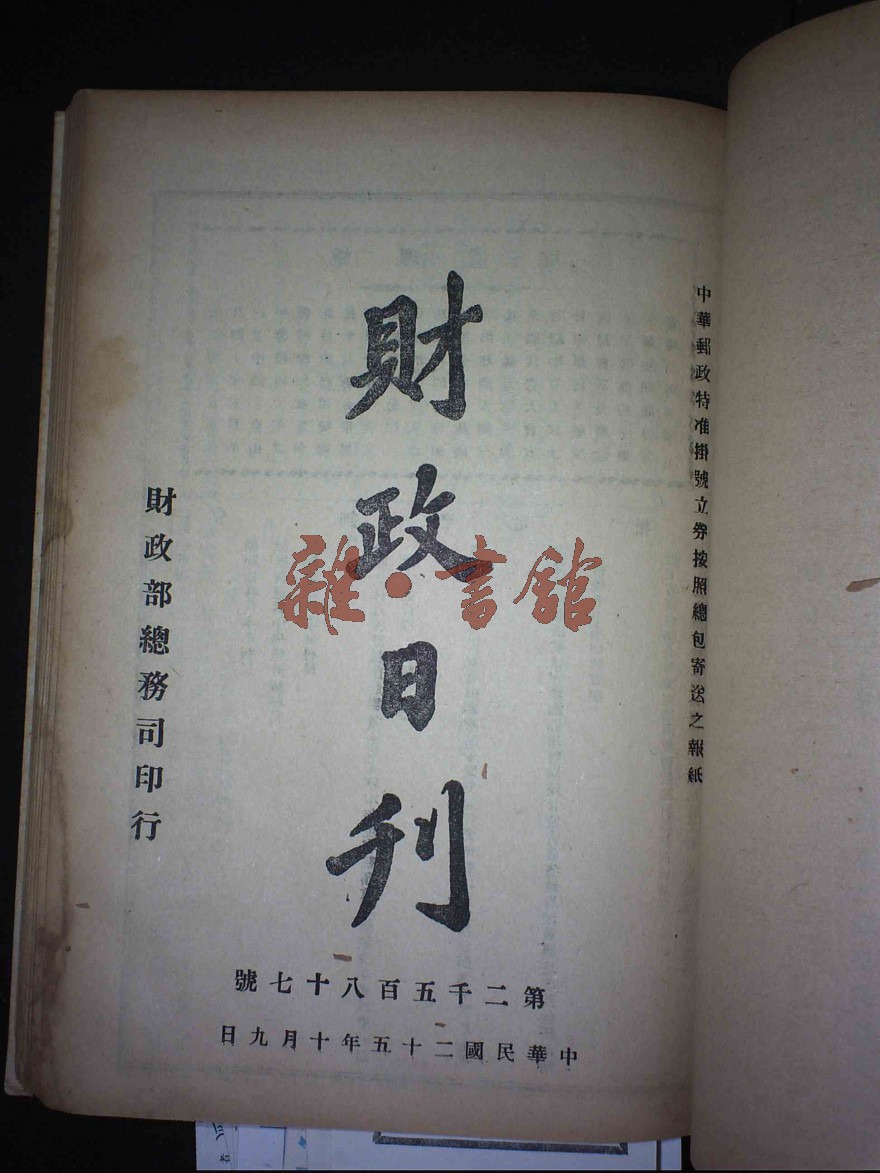 中華郵政特准掛號立券按照總包寄送之報紙
財政日刊
財政部總務司印行
第二千五百八十七號
中華民國二十五年十月九日
雜·書館